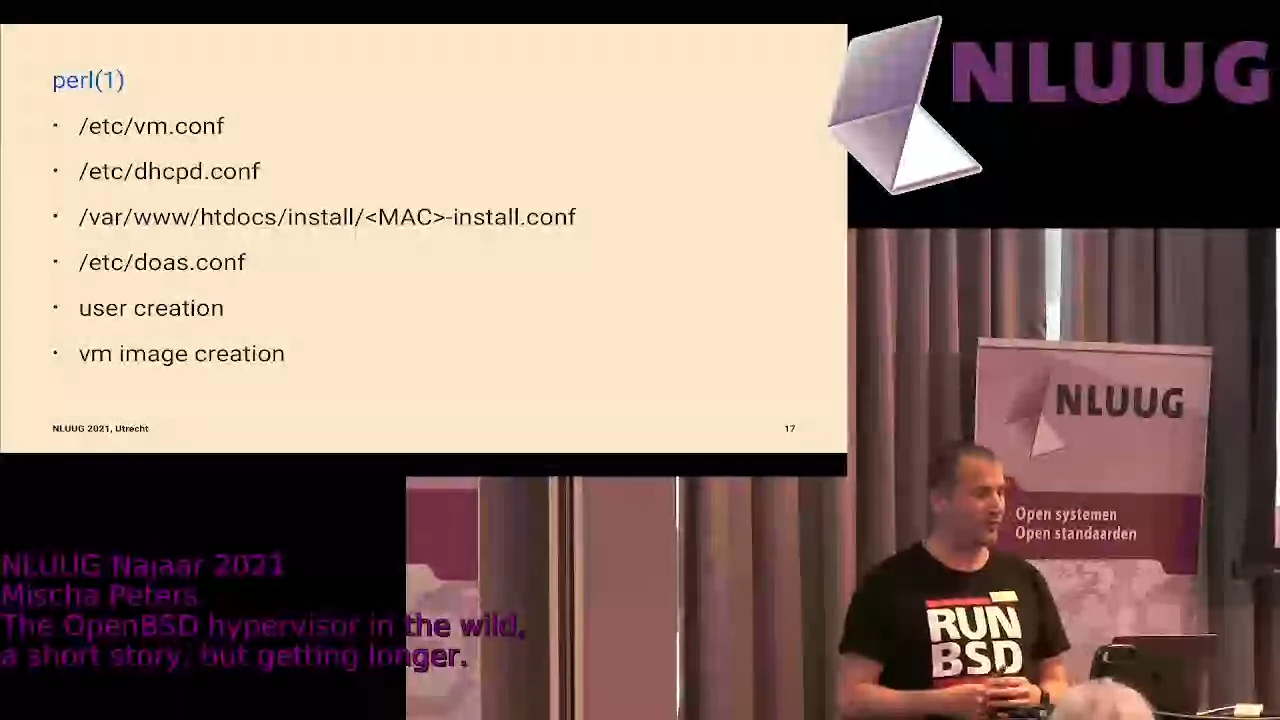 perl(1)
· /etc/vm.conf
· /etc/dhcpd.conf
· /var/www/htdocs/install/<MAC>-install.conf
· /etc/doas.conf
· user creation
· vm image creation
NLUUG 2021, Utrecht
17
NLUUG
NLUUG
Open systemen
Open standaarden
RUN
BSD
NLUUG Najaar 2021
Mischa Peters
The OpenBSD hypervisor in the wild,
a short story, but getting longer.